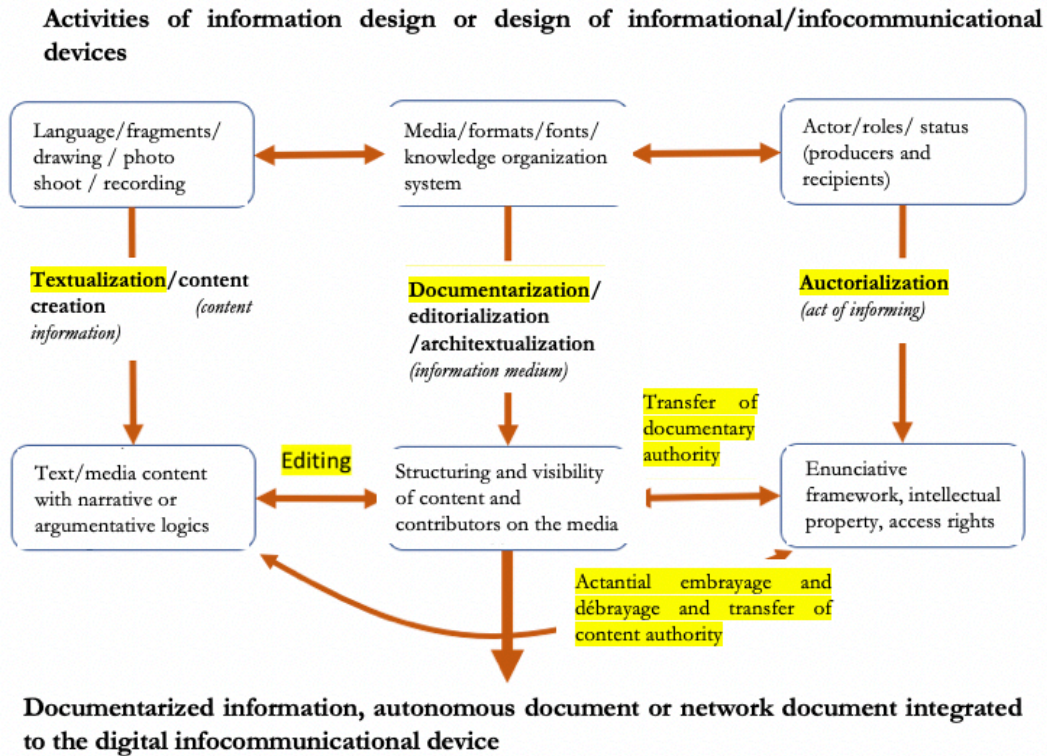 Activities of information design or design of informational/infocommunicational
devices
Language/fragments/
drawing / photo
shoot / recording
Media/formats/fonts/
knowledge organization
system
Actor/roles/ status
(producers and
recipients)
Textualization/content
creation (content
information)
Documentarization/
editorialization
/architextualization
(information medium)
Auctorialization
(act of informing)
Transfer of
documentary
authority
Editing
Text/media content
with narrative or
argumentative logics
Structuring and visibility
of content and
contributors on the media
Enunciative
framework, intellectual
property, access rights
Actantial embrayage and
débrayage and transfer of
content authority
Documentarized information, autonomous document or network document integrated
to the digital infocommunicational device